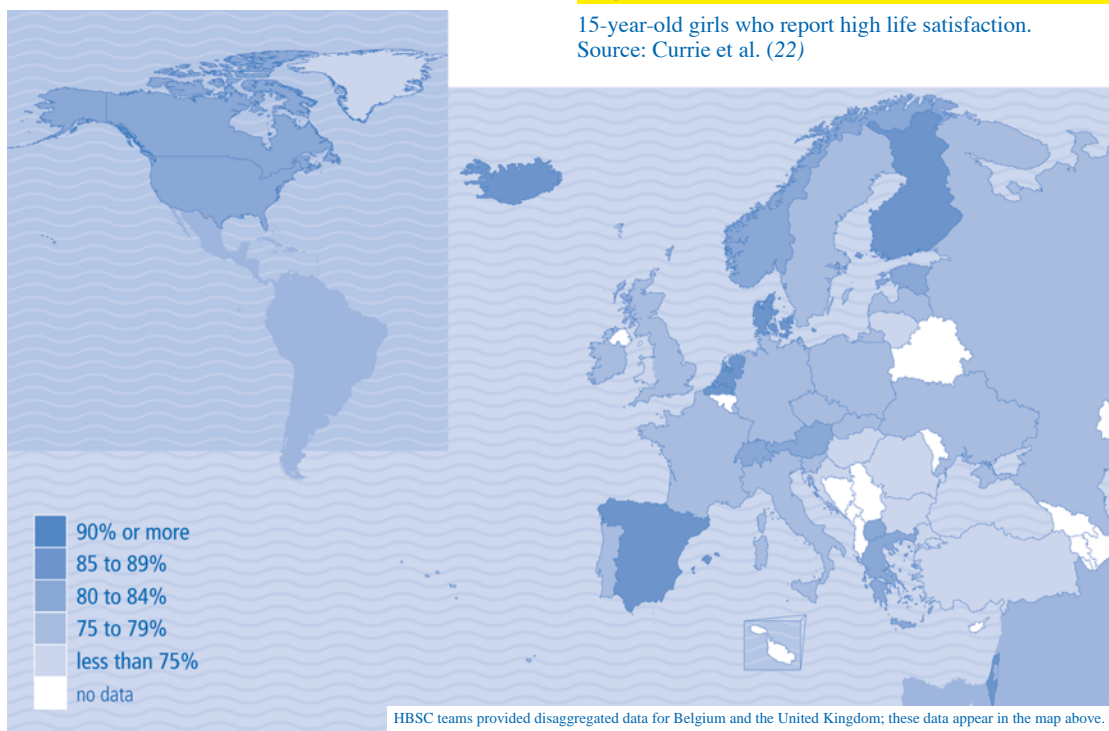 15-year-old girls who report high life satisfaction.
Source: Currie et al. (22)
90% or more
85 to 89%
80 to 84%
75 to 79%
less than 75%
no data
HBSC teams provided disaggregated data for Belgium and the United Kingdom; these data appear in the map above.